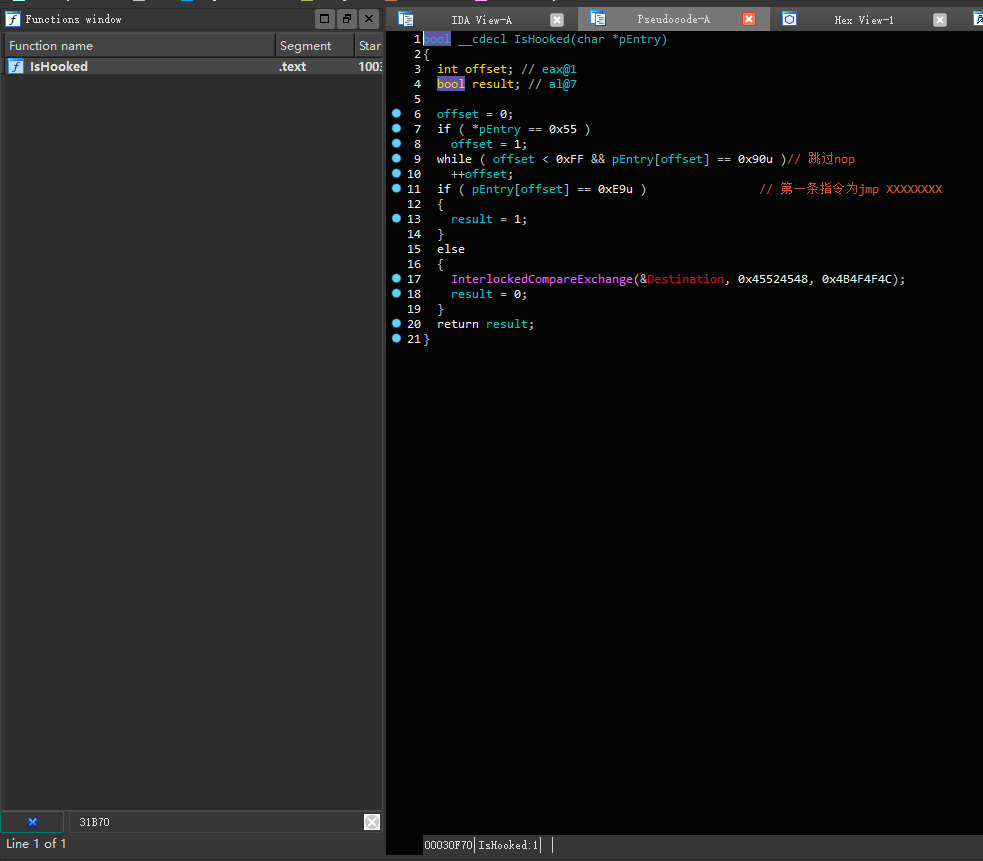 Functions window
Function name Segment Star
f IsHooked .text 1003
31B70
Line 1 of 1
IDA View-A Pseudocode-A Hex View-1
1 bool __cdecl IsHooked(char *pEntry)
2 {
3 int offset; // eax@1
4 bool result; // al@7
5
6 offset = 0;
7 if ( *pEntry == 0x55 )
8 offset = 1;
9 while ( offset < 0xFF && pEntry[offset] == 0x90u )// 跳过nop
10 ++offset;
11 if ( pEntry[offset] == 0xE9u ) // 第一条指令为jmp XXXXXXXX
12 {
13 result = 1;
14 }
15 else
16 {
17 InterlockedCompareExchange(&Destination, 0x45524548, 0x4B4F4F4C);
18 result = 0;
19 }
20 return result;
21 }
00030F70 IsHooked:1